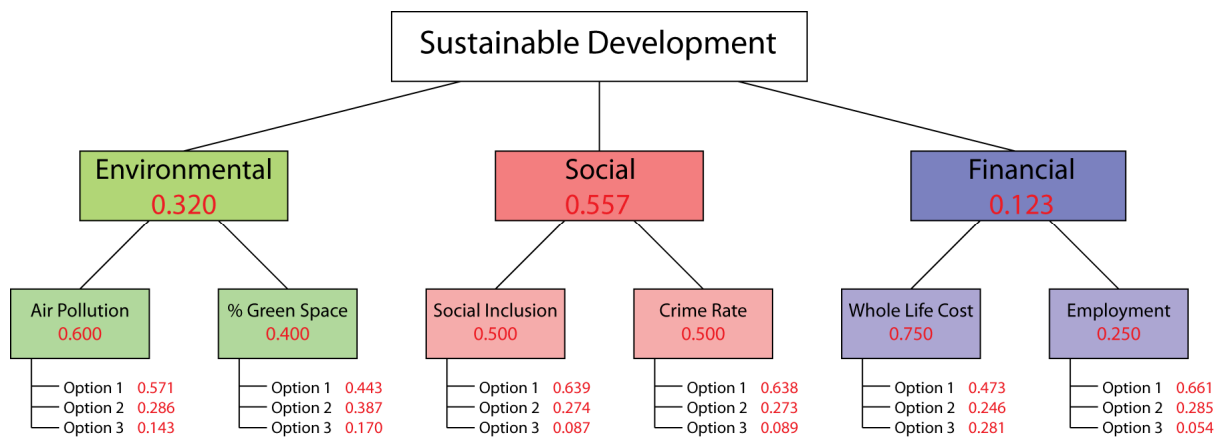 Sustainable Development
Environmental
0.320
Social
0.557
Financial
0.123
Air Pollution
0.600
% Green Space
0.400
Social Inclusion
0.500
Crime Rate
0.500
Whole Life Cost
0.750
Employment
0.250
Option 1 0.571
Option 2 0.286
Option 3 0.143
Option 1 0.443
Option 2 0.387
Option 3 0.170
Option 1 0.639
Option 2 0.274
Option 3 0.087
Option 1 0.638
Option 2 0.273
Option 3 0.089
Option 1 0.473
Option 2 0.246
Option 3 0.281
Option 1 0.661
Option 2 0.285
Option 3 0.054